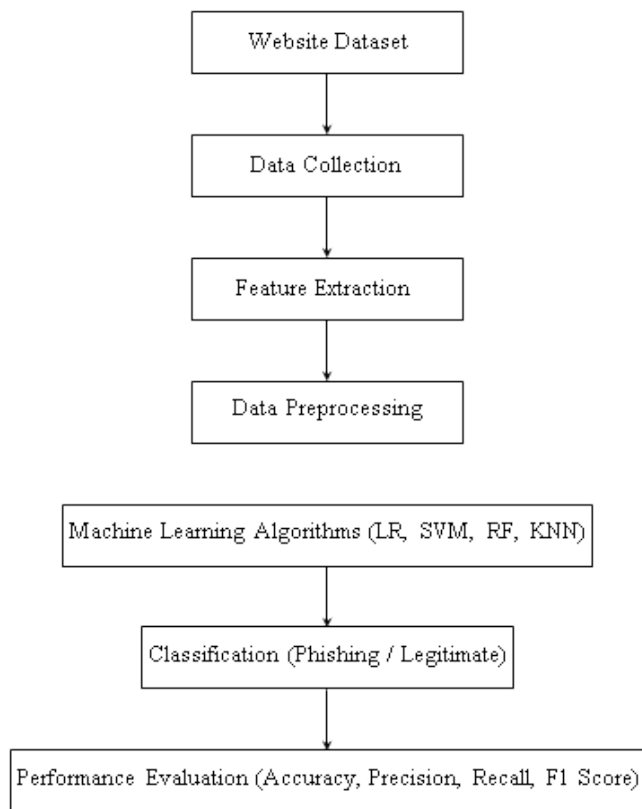 Website Dataset
Data Collection
Feature Extraction
Data Preprocessing
Machine Learning Algorithms (LR, SVM, RF, KNN)
Classification (Phishing / Legitimate)
Performance Evaluation (Accuracy, Precision, Recall, F1 Score)